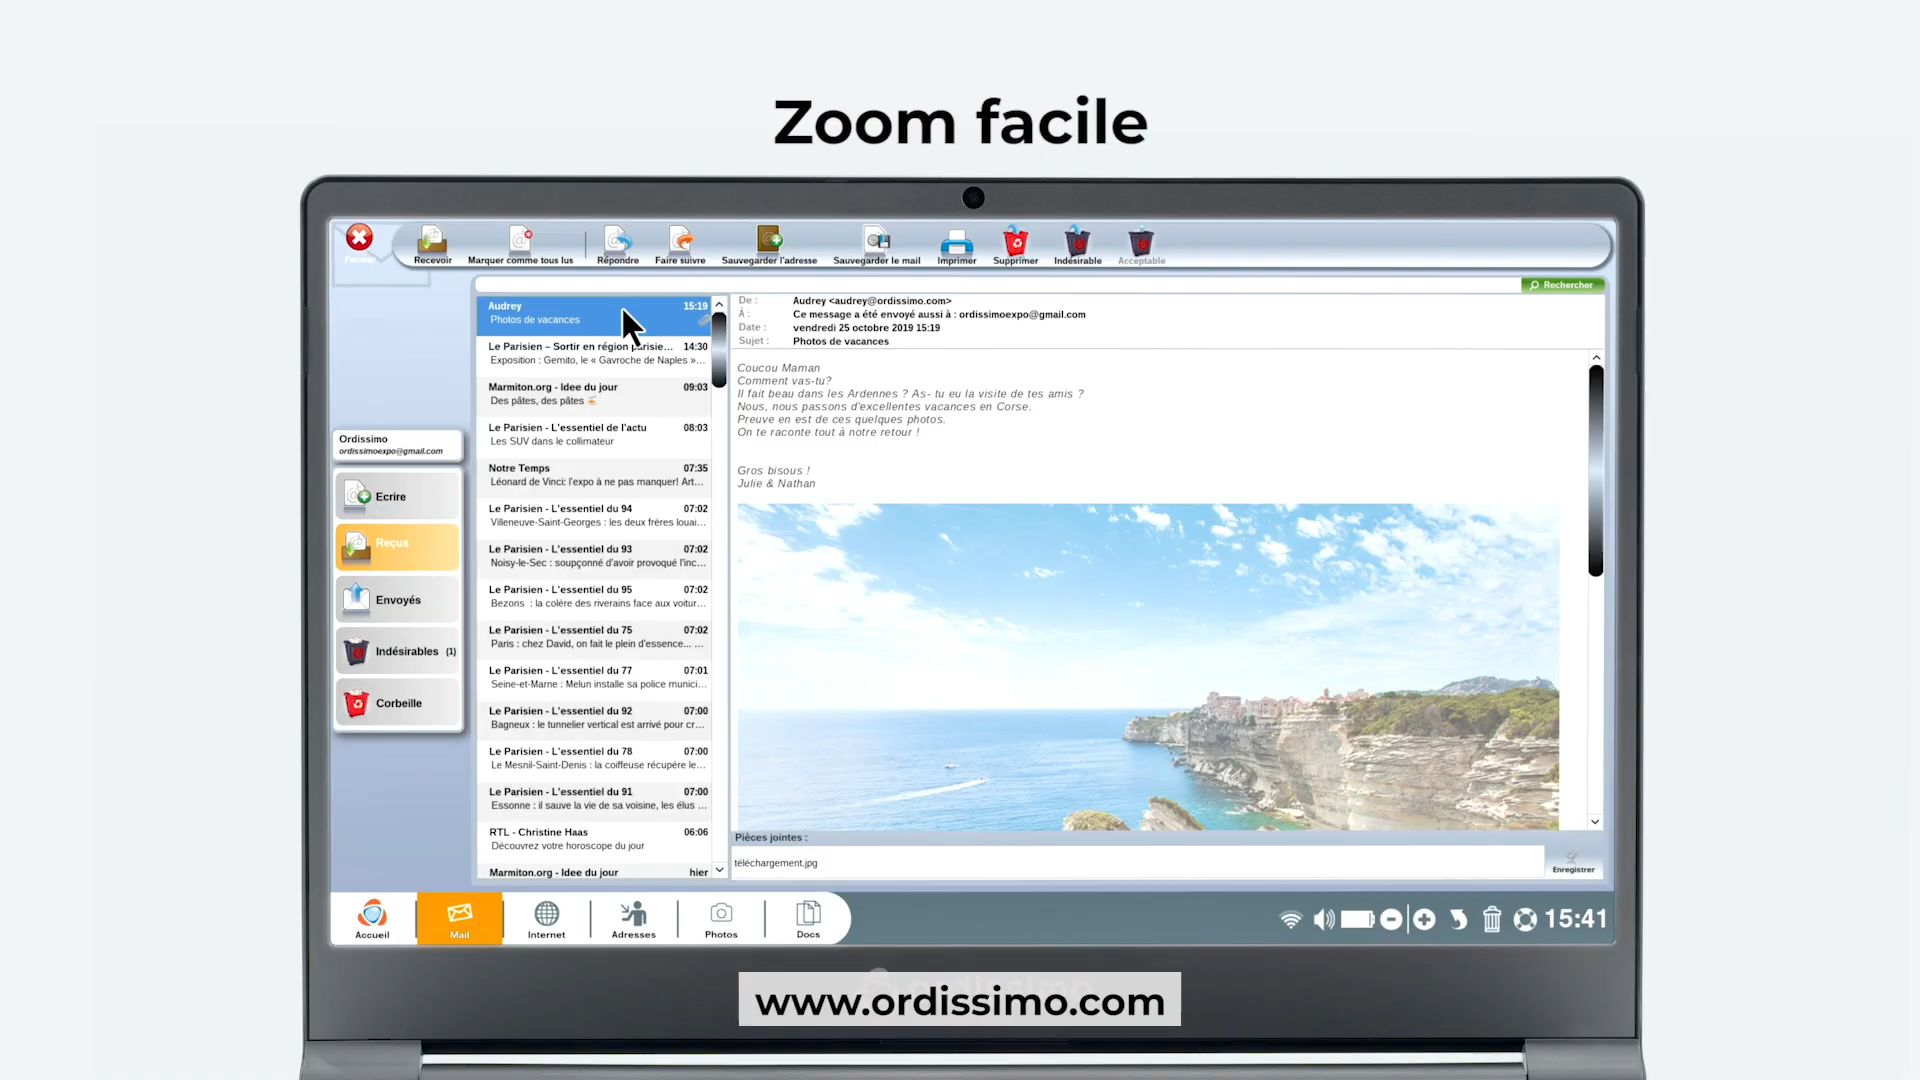 Zoom facile
Fermer
Recevoir
Marquer comme tous lus
Répondre
Faire suivre
Sauvegarder l'adresse
Sauvegarder le mail
Imprimer
Supprimer
Indésirable
Acceptable
Rechercher
Ordissimo
ordissimoexpo@gmail.com
Ecrire
Reçus
Envoyés
Indésirables (1)
Corbeille
Audrey 15:19
Photos de vacances
Le Parisien – Sortir en région parisie... 14:30
Exposition : Gemito, le « Gavroche de Naples »...
Marmiton.org - Idee du jour 09:03
Des pâtes, des pâtes
Le Parisien - L'essentiel de l'actu 08:03
Les SUV dans le collimateur
Notre Temps 07:35
Léonard de Vinci: l'expo à ne pas manquer! Art...
Le Parisien - L'essentiel du 94 07:02
Villeneuve-Saint-Georges : les deux fréres louai...
Le Parisien - L'essentiel du 93 07:02
Noisy-le-Sec : soupçonné d'avoir provoqué l'inc...
Le Parisien - L'essentiel du 95 07:02
Bezons : la colère des riverains face aux voitur...
Le Parisien - L'essentiel du 75 07:02
Paris : chez David, on fait le plein d'essence... ...
Le Parisien - L'essentiel du 77 07:01
Seine-et-Marne : Melun installe sa police munici...
Le Parisien - L'essentiel du 92 07:00
Bagneux : le tunnelier vertical est arrivé pour cr...
Le Parisien - L'essentiel du 78 07:00
Le Mesnil-Saint-Denis : la coiffeuse récupère le...
Le Parisien - L'essentiel du 91 07:00
Essonne : il sauve la vie de sa voisine, les élus ...
RTL - Christine Haas 06:06
Découvrez votre horoscope du jour
Marmiton.org - Idee du jour hier
De : Audrey <audrey@ordissimo.com>
À : Ce message a été envoyé aussi à : ordissimoexpo@gmail.com
Date : vendredi 25 octobre 2019 15:19
Sujet : Photos de vacances
Coucou Maman
Comment vas-tu?
Il fait beau dans les Ardennes ? As- tu eu la visite de tes amis ?
Nous, nous passons d'excellentes vacances en Corse.
Preuve en est de ces quelques photos.
On te raconte tout à notre retour !
Gros bisous !
Julie & Nathan
Pièces jointes :
téléchargement.jpg
Enregistrer
Accueil
Mail
Internet
Adresses
Photos
Docs
15:41
www.ordissimo.com